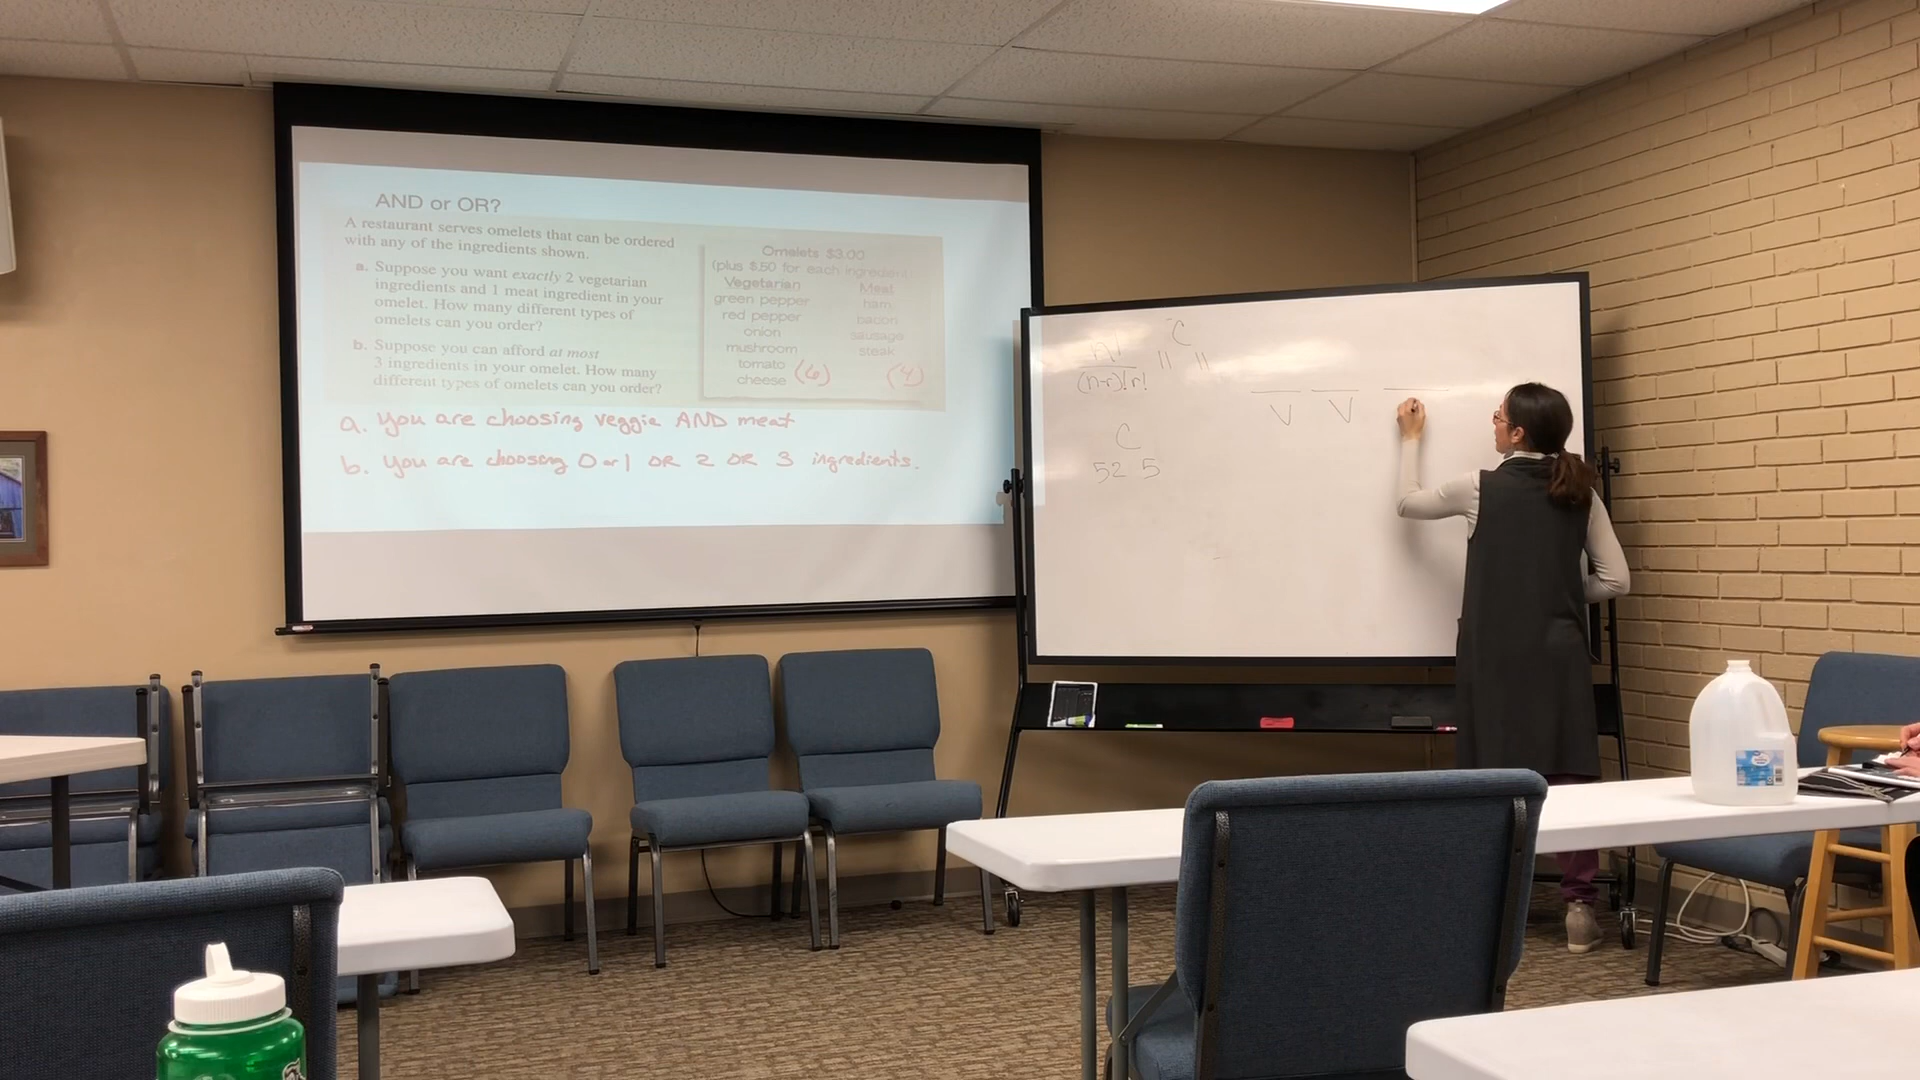 AND or OR?
A restaurant serves omelets that can be ordered
with any of the ingredients shown.
a. Suppose you want exactly 2 vegetarian
ingredients and 1 meat ingredient in your
omelet. How many different types of
omelets can you order?
b. Suppose you can afford at most
3 ingredients in your omelet. How many
different types of omelets can you order?
Omelets $3.00
(plus $.50 for each ingredient
Vegetarian Meat
green pepper ham
red pepper bacon
onion sausage
mushroom steak
tomato
cheese (6) (4)
a. You are choosing veggie AND meat
b. You are choosing 0 or 1 OR 2 OR 3 ingredients.
n!
(n-r)!r!
C
n r
C
52 5
V V